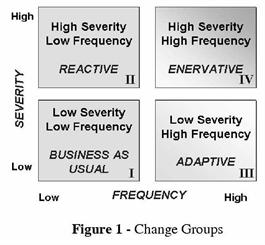 High
High Severity
Low Frequency
REACTIVE
II
High Severity
High Frequency
ENERVATIVE
IV
SEVERITY
Low Severity
Low Frequency
BUSINESS AS
USUAL
I
Low Severity
High Frequency
ADAPTIVE
III
Low
Low
FREQUENCY
High
Figure 1 - Change Groups